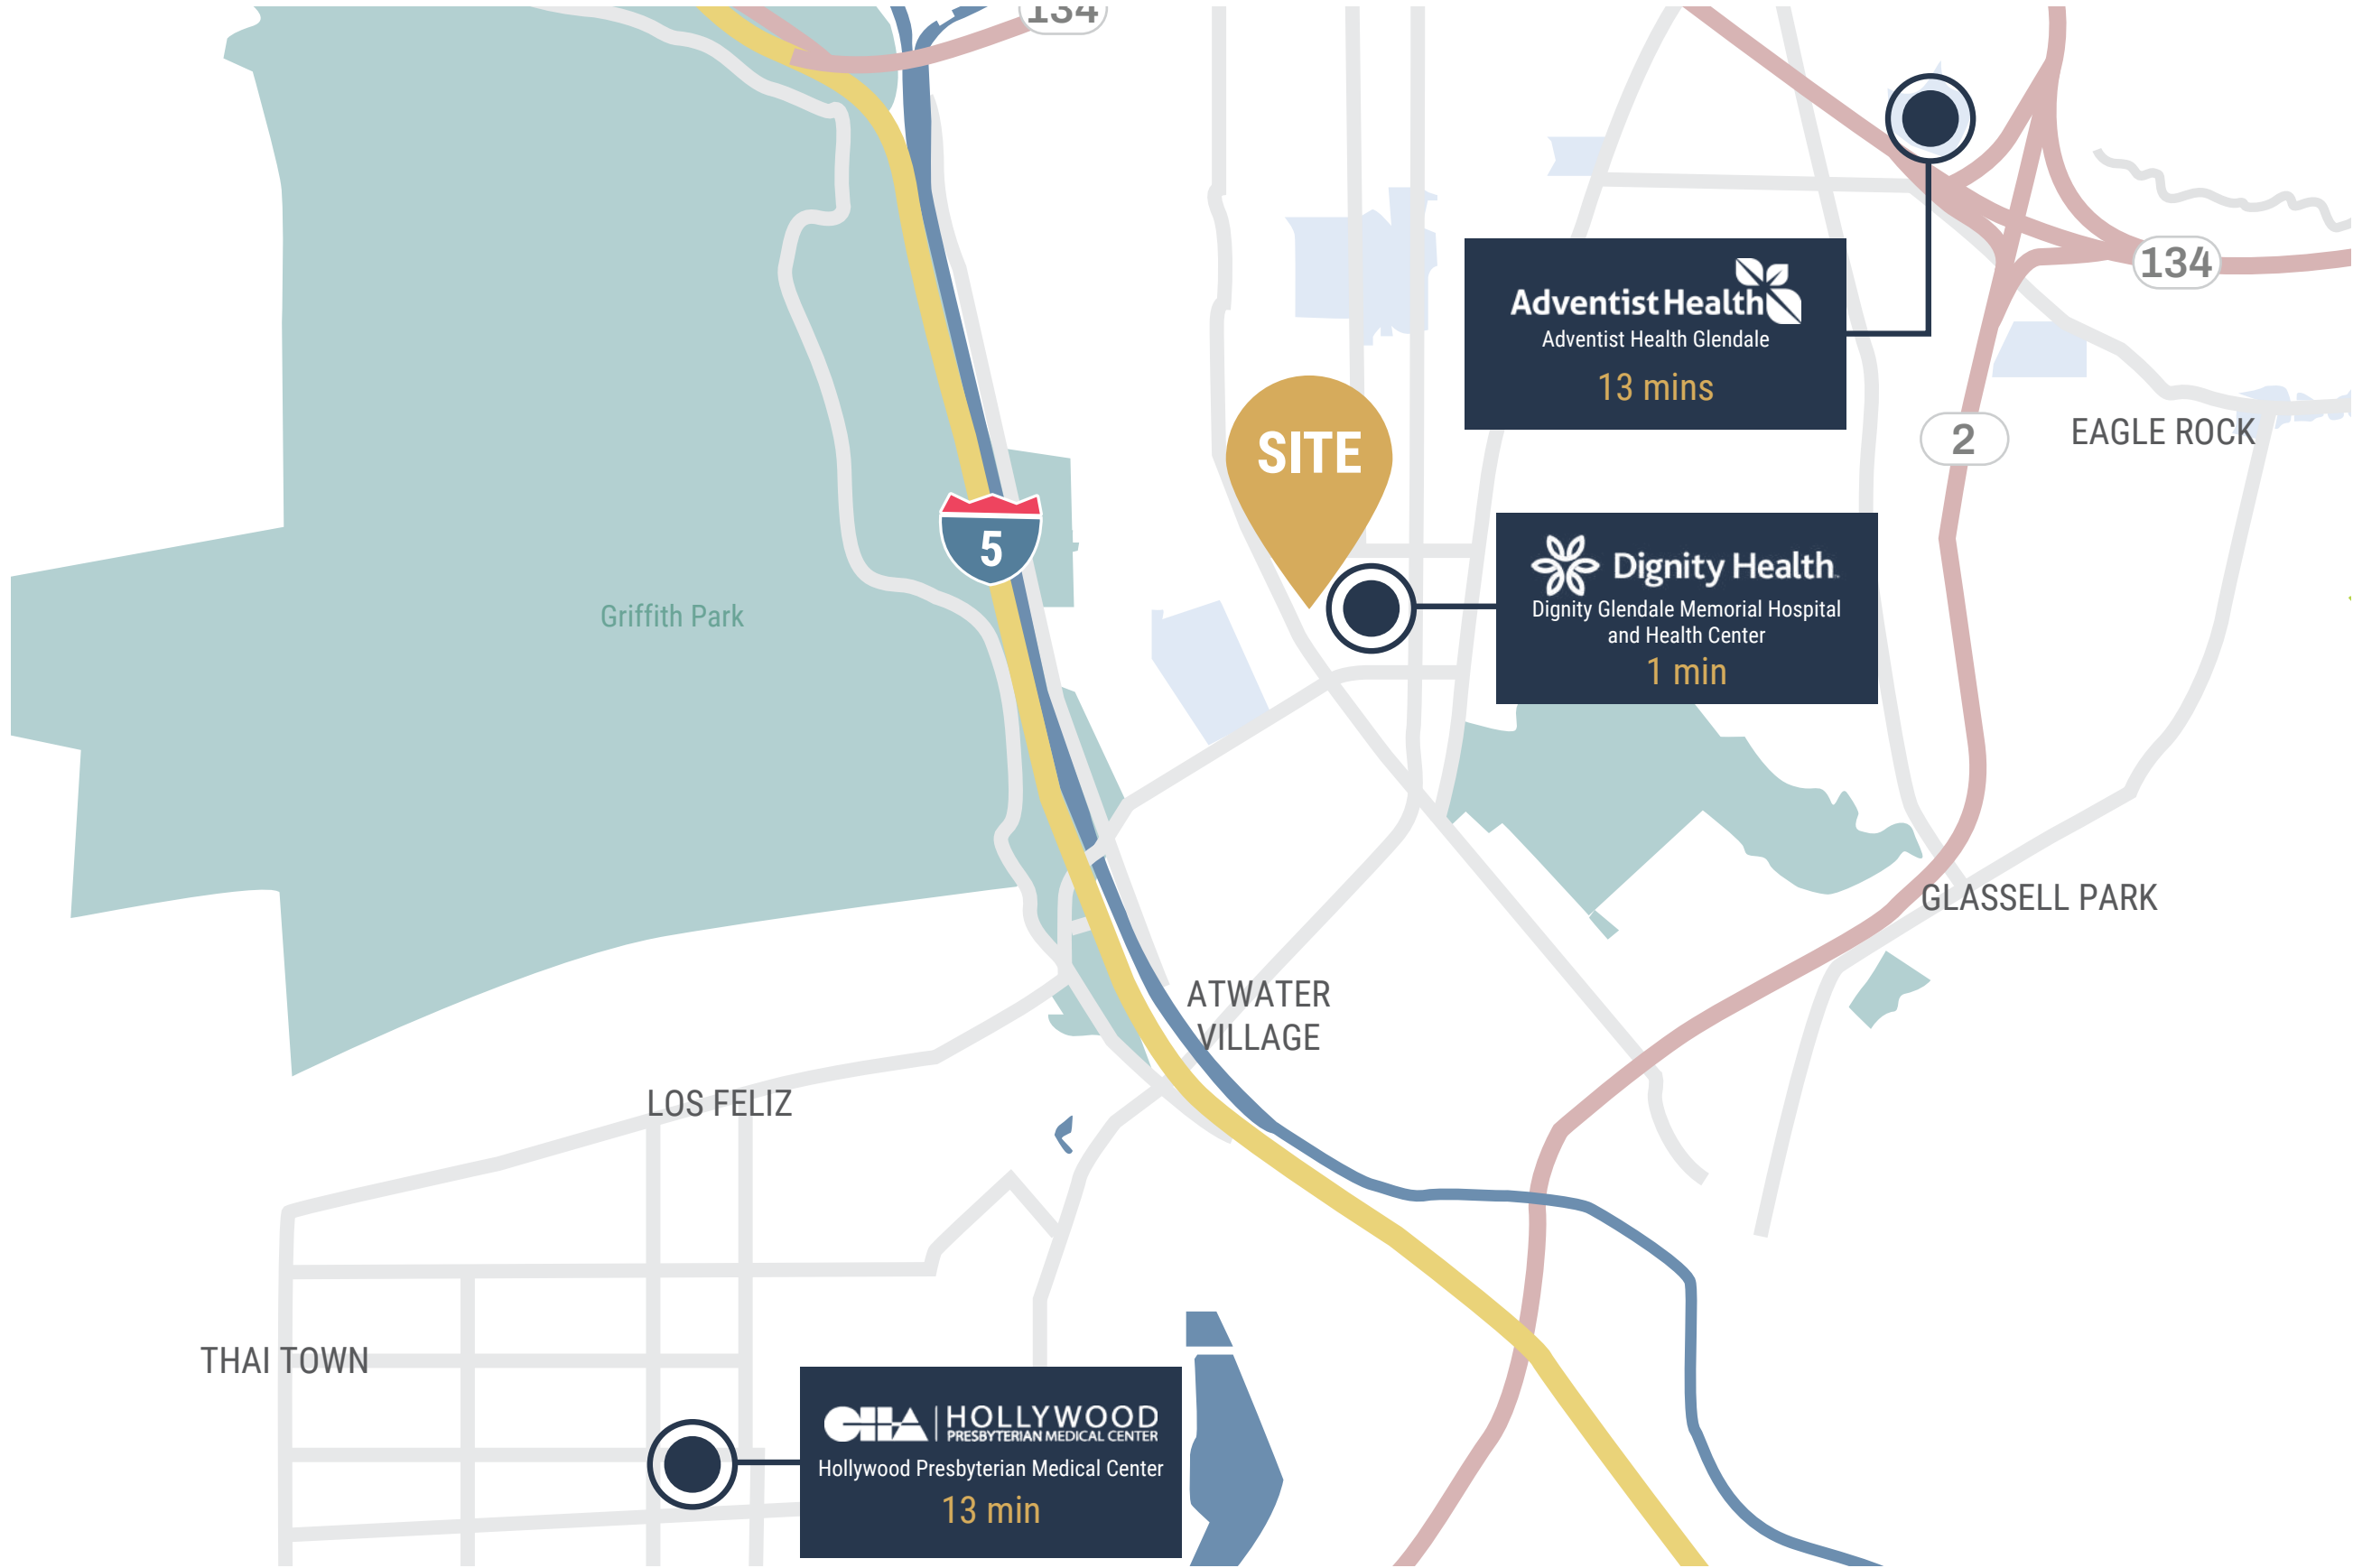 134
AdventistHealth
Adventist Health Glendale
13 mins
134
2
EAGLE ROCK
SITE
5
Dignity Health
Dignity Glendale Memorial Hospital
and Health Center
1 min
Griffith Park
GLASSELL PARK
ATWATER
VILLAGE
LOS FELIZ
THAI TOWN
CHA HOLLYWOOD
PRESBYTERIAN MEDICAL CENTER
Hollywood Presbyterian Medical Center
13 min